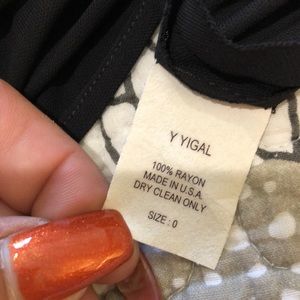 Y YIGAL
100% RAYON
MADE IN U.S.A.
DRY CLEAN ONLY
SIZE : 0